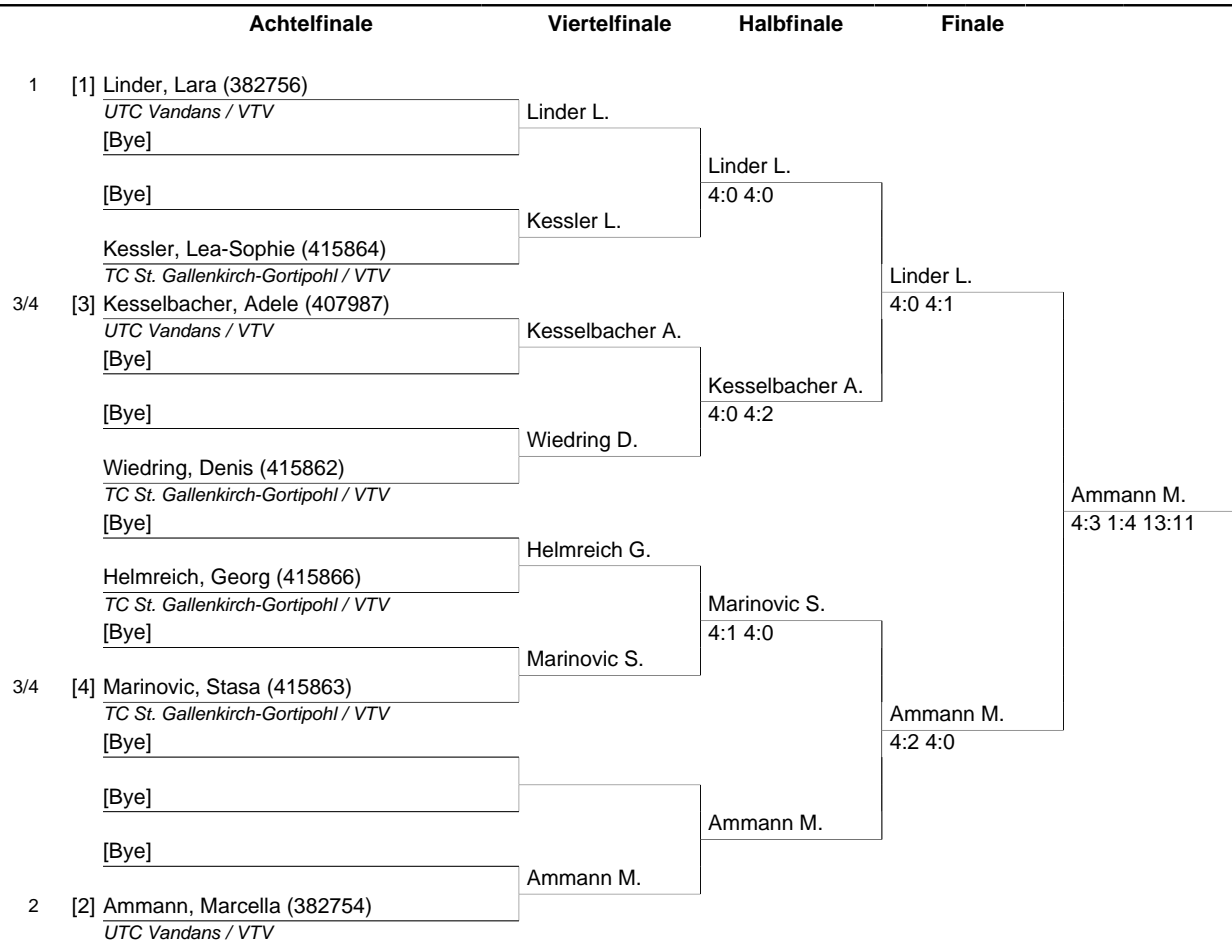 Achtelfinale Viertelfinale Halbfinale Finale
1 [1] Linder, Lara (382756)
UTC Vandans / VTV Linder L.
[Bye]
Linder L.
[Bye] 4:0 4:0
Kessler L.
Kessler, Lea-Sophie (415864)
TC St. Gallenkirch-Gortipohl / VTV Linder L.
3/4 [3] Kesselbacher, Adele (407987) 4:0 4:1
UTC Vandans / VTV Kesselbacher A.
[Bye]
Kesselbacher A.
[Bye] 4:0 4:2
Wiedring D.
Wiedring, Denis (415862)
TC St. Gallenkirch-Gortipohl / VTV Ammann M.
[Bye] 4:3 1:4 13:11
Helmreich G.
Helmreich, Georg (415866)
TC St. Gallenkirch-Gortipohl / VTV Marinovic S.
[Bye] 4:1 4:0
Marinovic S.
3/4 [4] Marinovic, Stasa (415863)
TC St. Gallenkirch-Gortipohl / VTV Ammann M.
[Bye] 4:2 4:0
[Bye]
Ammann M.
[Bye]
Ammann M.
2 [2] Ammann, Marcella (382754)
UTC Vandans / VTV